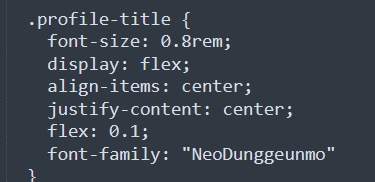 .profile-title {
  font-size: 0.8rem;
  display: flex;
  align-items: center;
  justify-content: center;
  flex: 0.1;
  font-family: "NeoDunggeunmo"
}